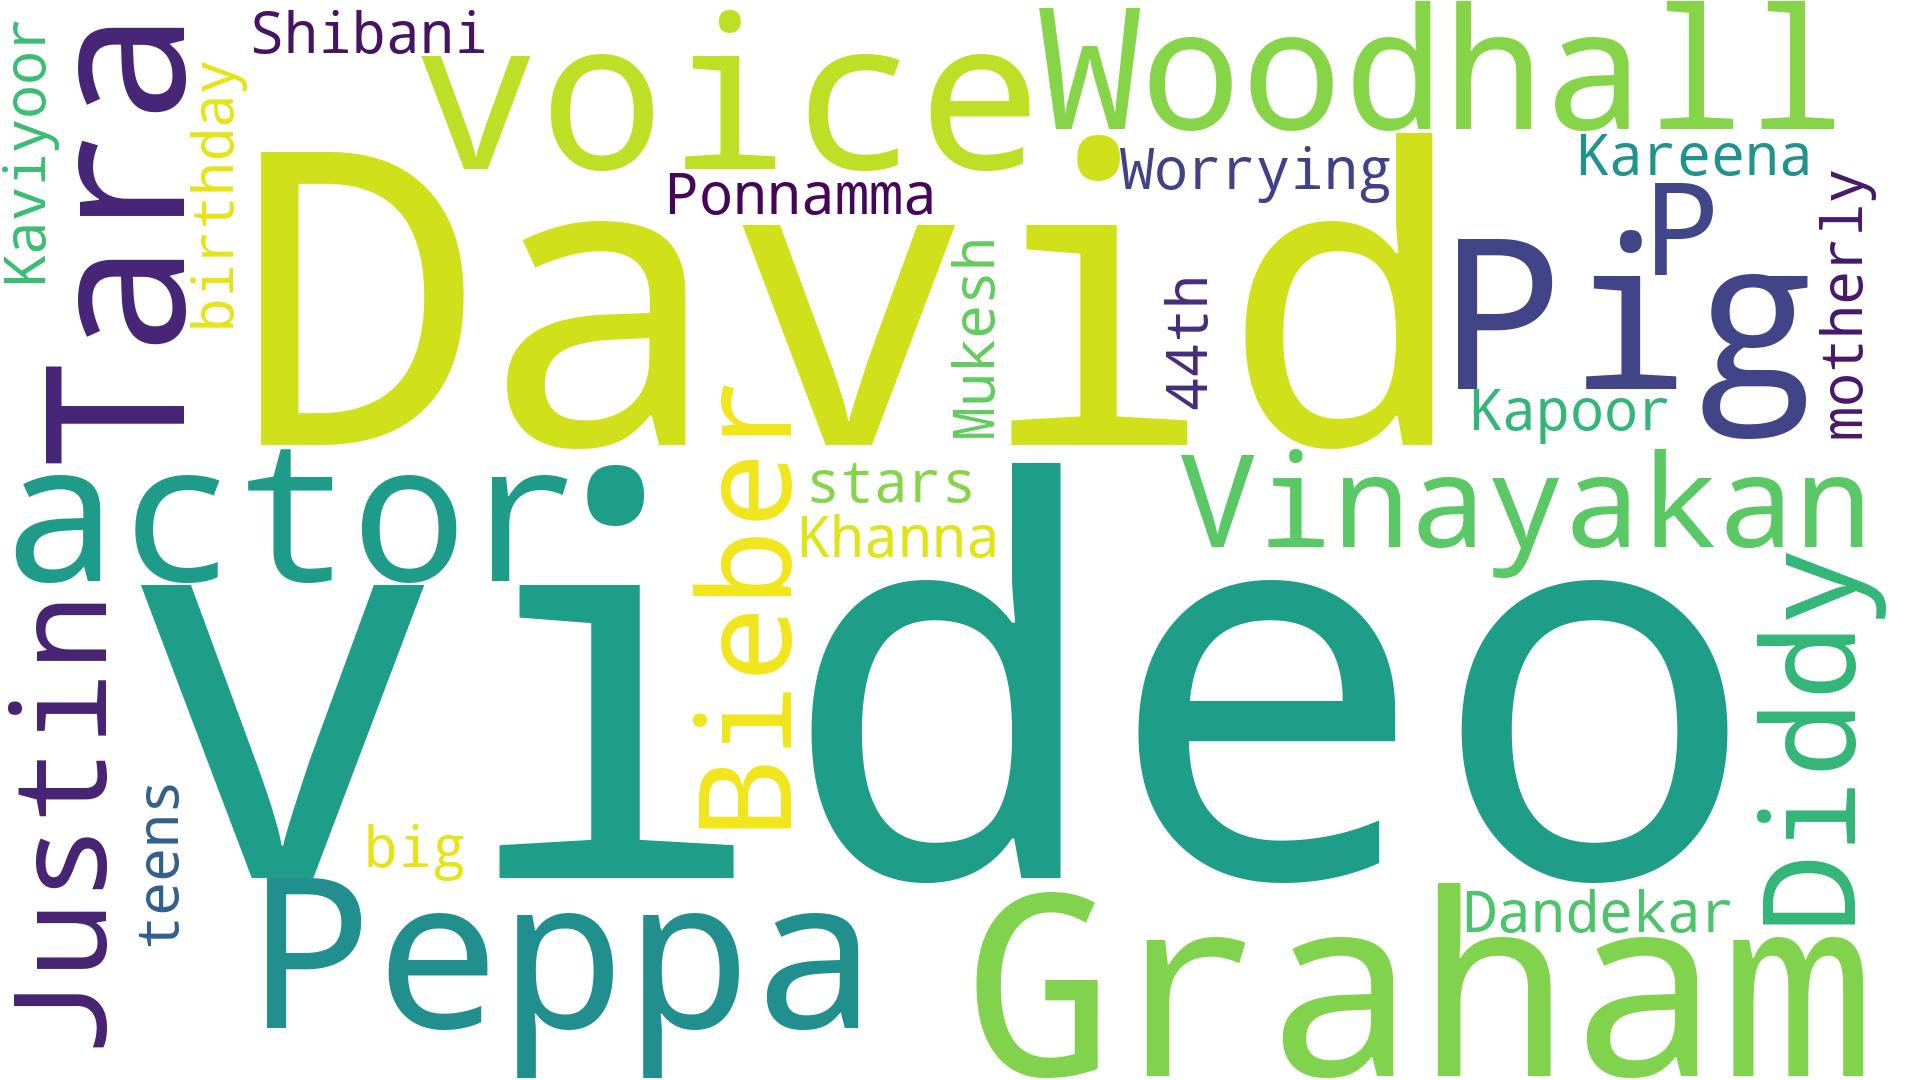 Shibani
voice
Woodhall
Kaviyoor
Tara
birthday
David
Ponnamma
Worrying
Kareena
P
Pig
motherly
Mukesh
44th
Kapoor
actor
Bieber
stars
Khanna
Vinayakan
video
Justin
Diddy
teens
big
Peppa
Graham
Dandekar